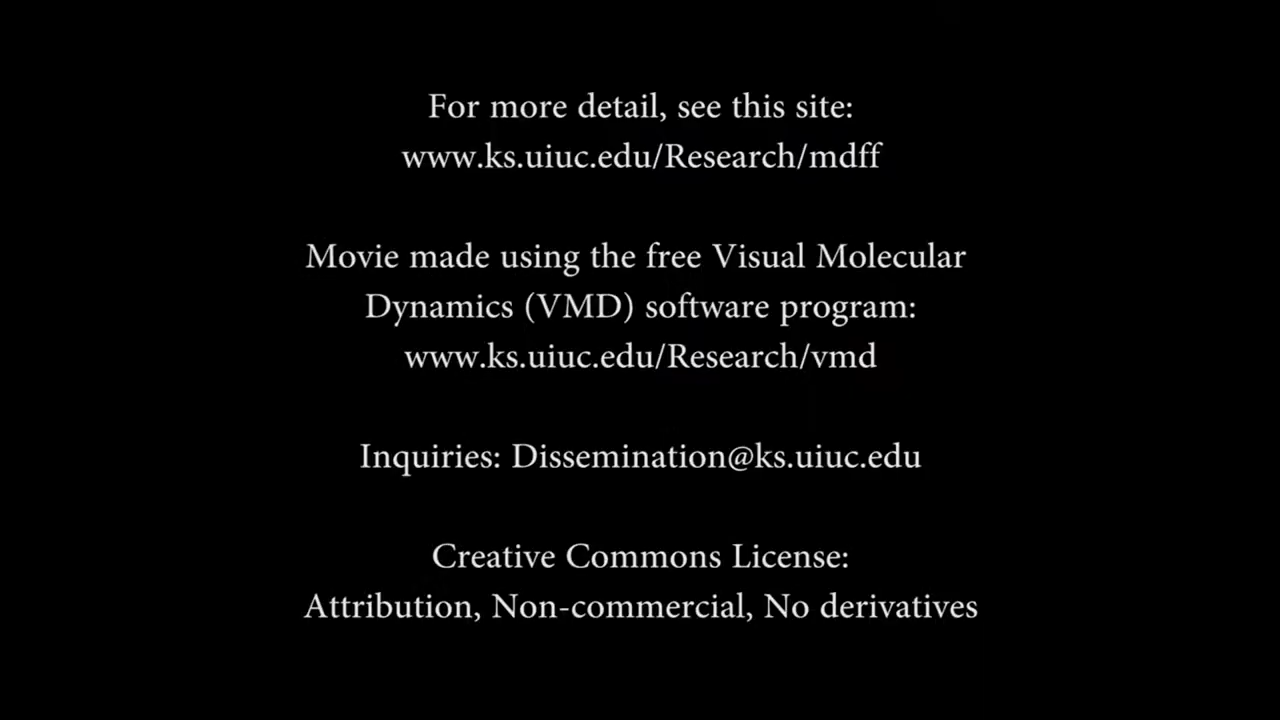 For more detail, see this site:
www.ks.uiuc.edu/Research/mdff
Movie made using the free Visual Molecular
Dynamics (VMD) software program:
www.ks.uiuc.edu/Research/vmd
Inquiries: Dissemination@ks.uiuc.edu
Creative Commons License:
Attribution, Non-commercial, No derivatives